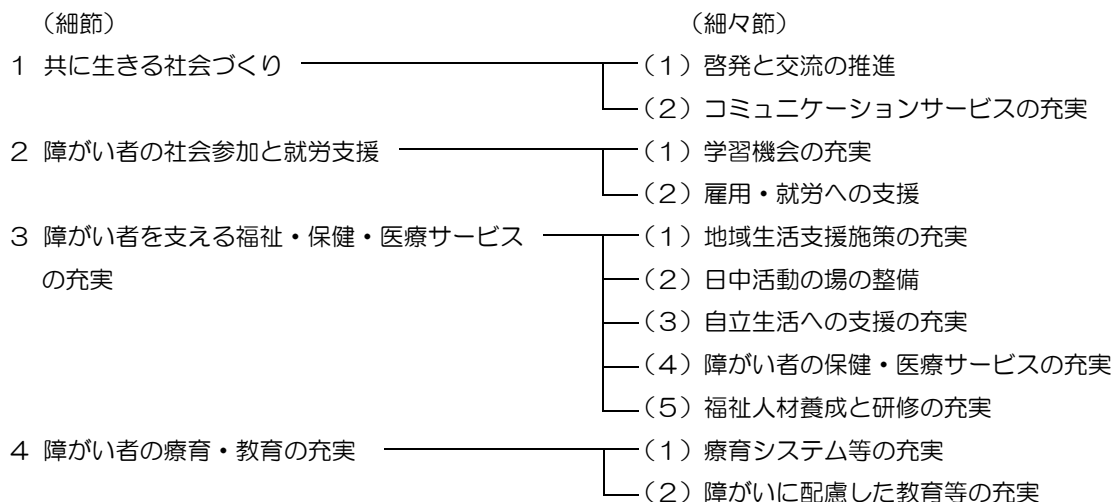 （細節）　（細々節）
１ 共に生きる社会づくり　（１）啓発と交流の推進
（２）コミュニケーションサービスの充実
２ 障がい者の社会参加と就労支援　（１）学習機会の充実
（２）雇用・就労への支援
３ 障がい者を支える福祉・保健・医療サービス　（１）地域生活支援施策の充実
の充実　（２）日中活動の場の整備
（３）自立生活への支援の充実
（４）障がい者の保健・医療サービスの充実
（５）福祉人材養成と研修の充実
４ 障がい者の療育・教育の充実　（１）療育システム等の充実
（２）障がいに配慮した教育等の充実